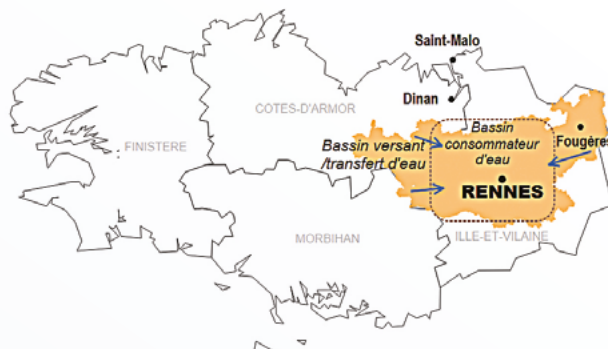 Saint-Malo
COTES-D'ARMOR
Dinan
FINISTERE
Bassin versant
/transfert d'eau
Bassin
consommateur
d'eau
Fougères
RENNES
MORBIHAN
ILLE-ET-VILAINE